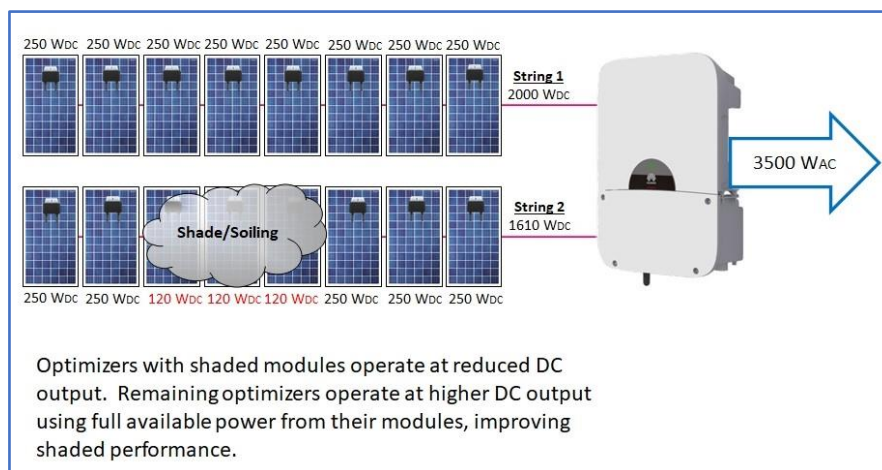 250 WDC 250 WDC 250 WDC 250 WDC 250 WDC 250 WDC 250 WDC 250 WDC
String 1
2000 WDC
3500 WAC
String 2
1610 WDC
Shade/Soiling
250 WDC 250 WDC 120 WDC 120 WDC 120 WDC 250 WDC 250 WDC 250 WDC
Optimizers with shaded modules operate at reduced DC
output. Remaining optimizers operate at higher DC output
using full available power from their modules, improving
shaded performance.